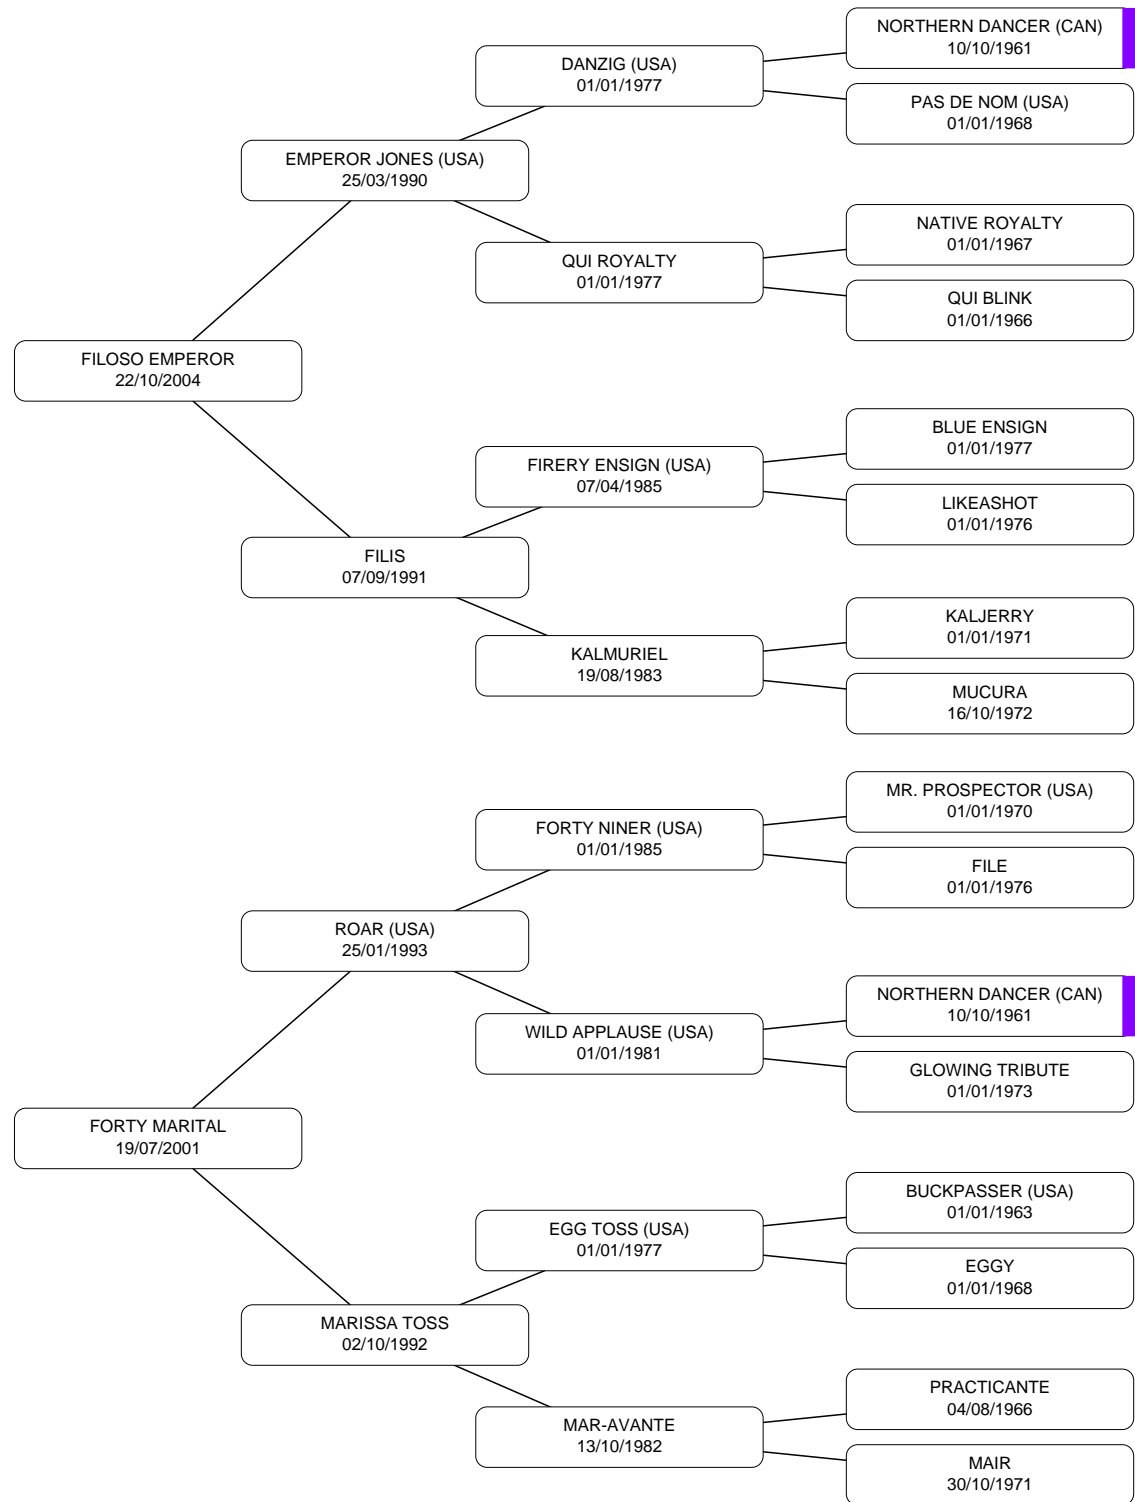 NORTHERN DANCER (CAN)
10/10/1961
DANZIG (USA)
01/01/1977
PAS DE NOM (USA)
01/01/1968
EMPEROR JONES (USA)
25/03/1990
NATIVE ROYALTY
01/01/1967
QUI ROYALTY
01/01/1977
QUI BLINK
01/01/1966
FILOSO EMPEROR
22/10/2004
BLUE ENSIGN
01/01/1977
FIRERY ENSIGN (USA)
07/04/1985
LIKEASHOT
01/01/1976
FILIS
07/09/1991
KALJERRY
01/01/1971
KALMURIEL
19/08/1983
MUCURA
16/10/1972
MR. PROSPECTOR (USA)
01/01/1970
FORTY NINER (USA)
01/01/1985
FILE
01/01/1976
ROAR (USA)
25/01/1993
NORTHERN DANCER (CAN)
10/10/1961
WILD APPLAUSE (USA)
01/01/1981
GLOWING TRIBUTE
01/01/1973
FORTY MARITAL
19/07/2001
BUCKPASSER (USA)
01/01/1963
EGG TOSS (USA)
01/01/1977
EGGY
01/01/1968
MARISSA TOSS
02/10/1992
PRACTICANTE
04/08/1966
MAR-AVANTE
13/10/1982
MAIR
30/10/1971